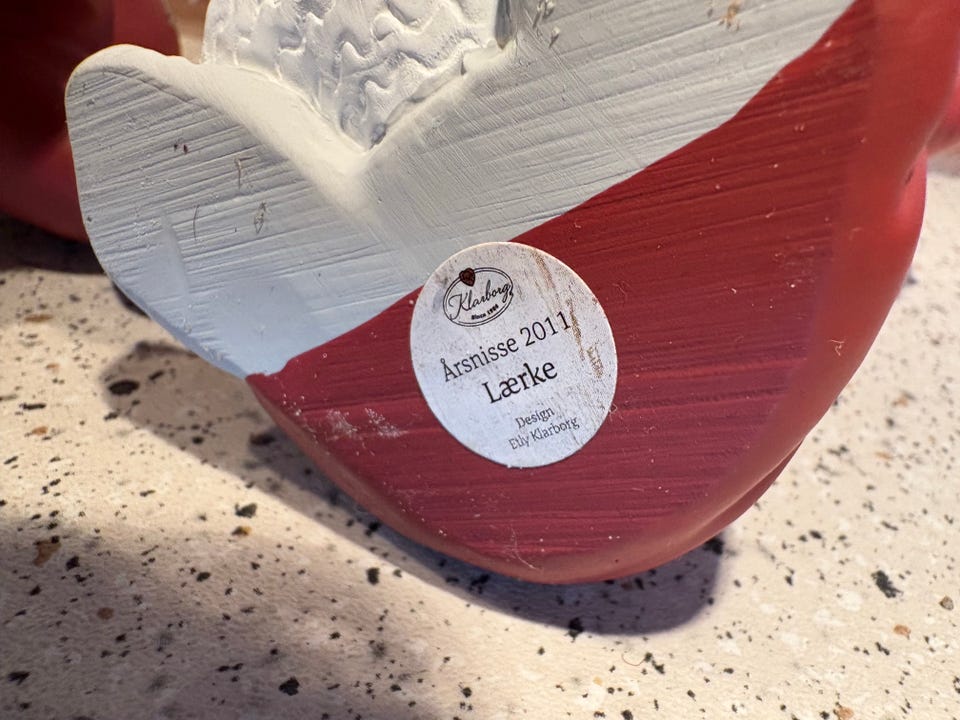 Klarborg
Since 1986
Årsnisse 2011
Lærke
Design
Elly Klarborg